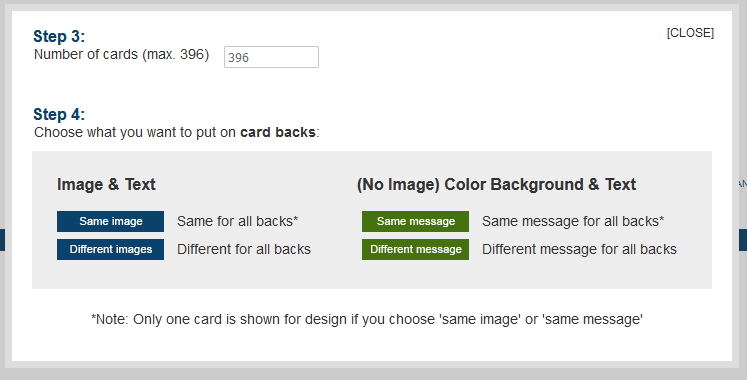 Step 3:
[CLOSE]
Number of cards (max. 396) 396
Step 4:
Choose what you want to put on card backs:
Image & Text
(No Image) Color Background & Text
Same image Same for all backs*
Same message Same message for all backs*
Different images Different for all backs
Different message Different message for all backs
*Note: Only one card is shown for design if you choose 'same image' or 'same message'